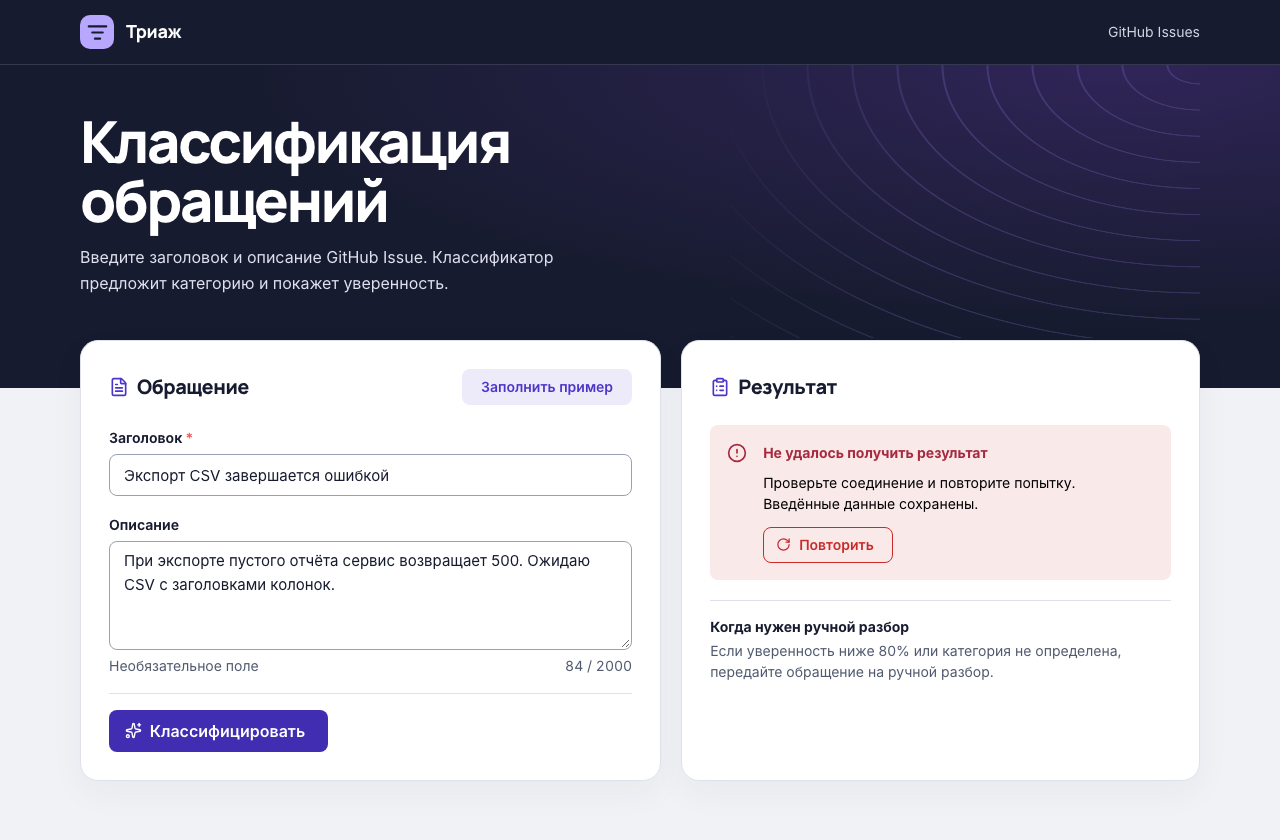 Триаж
GitHub Issues
Классификация
обращений
Введите заголовок и описание GitHub Issue. Классификатор
предложит категорию и покажет уверенность.
Обращение
Заполнить пример
Заголовок *
Экспорт CSV завершается ошибкой
Описание
При экспорте пустого отчёта сервис возвращает 500. Ожидаю
CSV с заголовками колонок.
Необязательное поле
84 / 2000
Классифицировать
Результат
Не удалось получить результат
Проверьте соединение и повторите попытку.
Введённые данные сохранены.
Повторить
Когда нужен ручной разбор
Если уверенность ниже 80% или категория не определена,
передайте обращение на ручной разбор.